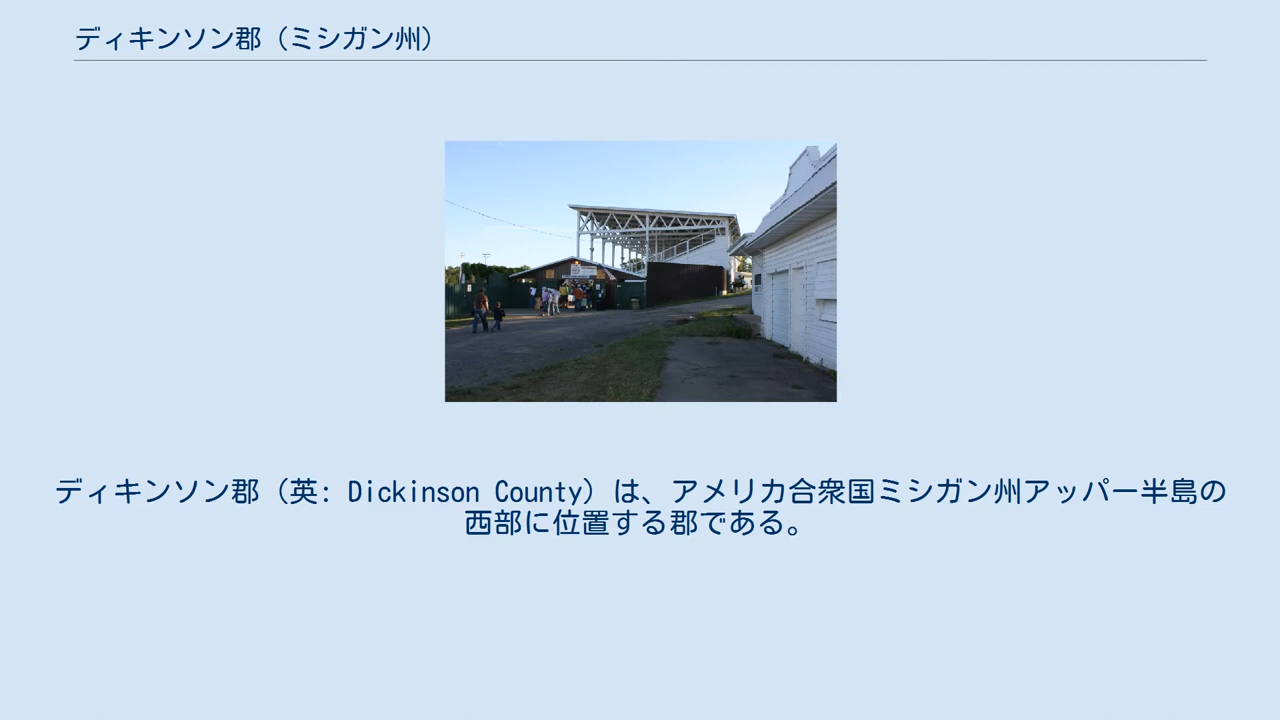 ディキンソン郡（ミシガン州）
ディキンソン郡（英: Dickinson County）は、アメリカ合衆国ミシガン州アッパー半島の
西部に位置する郡である。